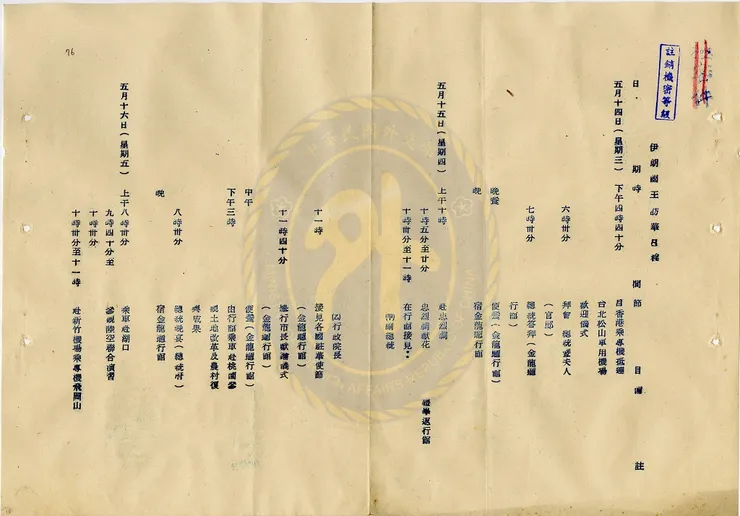 76
註銷機密等級
伊朗國王訪華日程
日期 時間 節目 備註
五月十四日(星期三) 下午四時四十分 自香港乘專機抵達
台北松山軍用機場
歡迎儀式
六時卅分 拜會 總統暨夫人
(官邸)
七時卅分 總統答拜(金龍廳
行館)
晚餐 便餐(金龍廳行館)
晚 宿金龍廳行館
五月十五日(星期四) 上午十時 赴忠烈祠
十時五分至廿分 忠烈祠獻花 禮畢返行館
十時卅分至十一時 在行館接見:
(甲)副總統
(乙)行政院長
十一時 接見各國駐華使節
(金龍廳行館)
十一時四十分 舉行市長獻鑰儀式
(金龍廳行館)
甲午 便餐(金龍廳行館)
下午三時 由行館乘車赴桃園參
觀土地改革及農村復
興成果
八時卅分 總統晚宴(總統府)
晚 宿金龍廳行館
五月十六日(星期五) 上午八時卅分 乘車赴湖口
九時四十分至
十時 參觀陸空聯合演習
十時卅分至十一時 赴新竹機場乘專機飛岡山